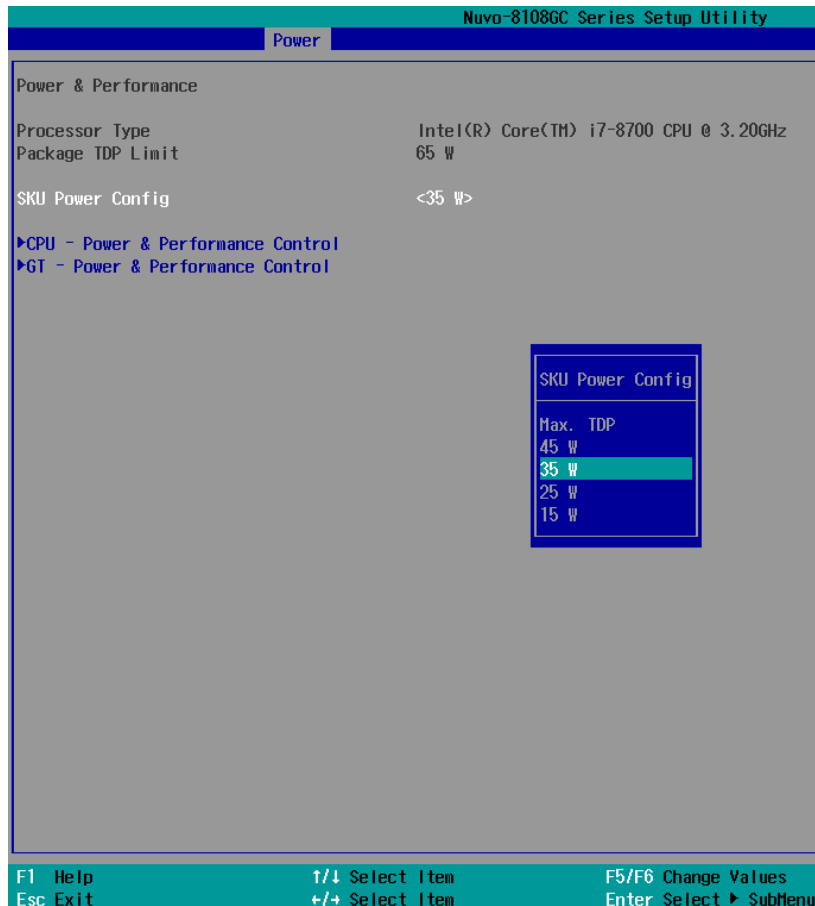 Nuvo-8108GC Series Setup Utility
Power
Power & Performance
Processor Type Intel(R) Core(TM) i7-8700 CPU @ 3.20GHz
Package TDP Limit 65 W
SKU Power Config <35 W>
▶CPU - Power & Performance Control
▶GT - Power & Performance Control
SKU Power Config
Max. TDP
45 W
35 W
25 W
15 W
F1 Help ↑/↓ Select Item F5/F6 Change Values
Esc Exit ←/→ Select Item Enter Select ▶ SubMenu